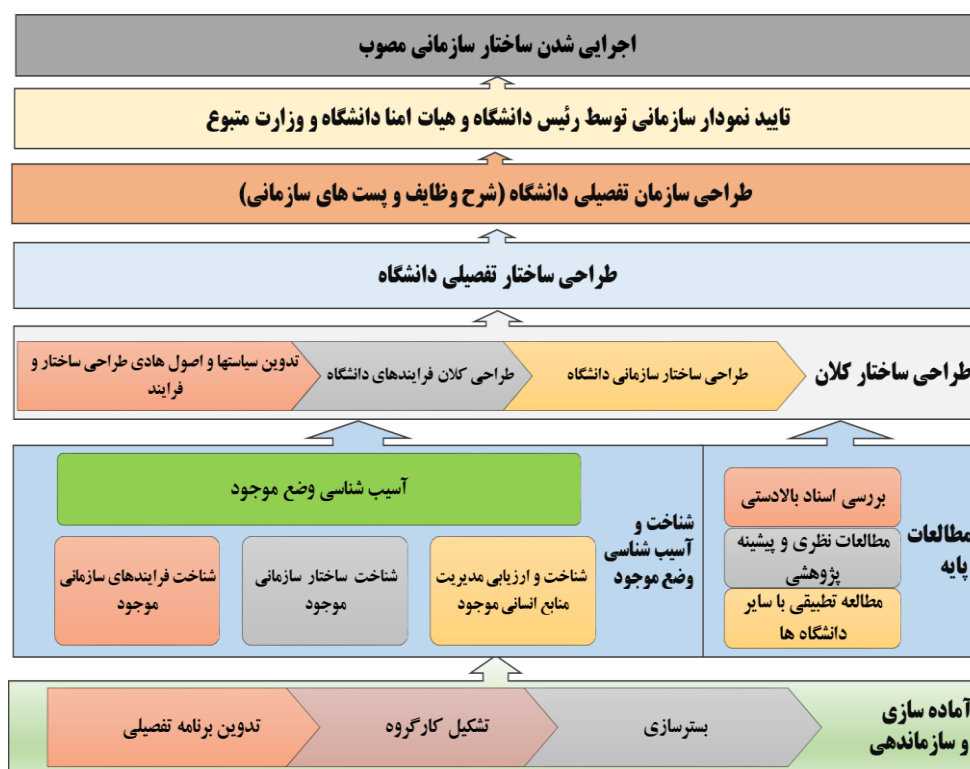 اجرایی شدن ساختار سازمانی مصوب
تایید نمودار سازمانی توسط رئیس دانشگاه و هیات امنا دانشگاه و وزارت متبوع
طراحی سازمان تفصیلی دانشگاه (شرح وظایف و پست های سازمانی)
طراحی ساختار تفصیلی دانشگاه
طراحی ساختار کلان
طراحی ساختار سازمانی دانشگاه
طراحی کلان فرایندهای دانشگاه
تدوین سیاستها و اصول هادی طراحی ساختار و
فرایند
مطالعات
پایه
بررسی اسناد بالادستی
مطالعات نظری و پیشینه
پژوهشی
مطالعه تطبیقی با سایر
دانشگاه ها
شناخت و
آسیب شناسی
وضع موجود
آسیب شناسی وضع موجود
شناخت و ارزیابی مدیریت
منابع انسانی موجود
شناخت ساختار سازمانی
موجود
شناخت فرایندهای سازمانی
موجود
آماده سازی
و سازماندهی
بسترسازی
تشکیل کارگروه
تدوین برنامه تفصیلی